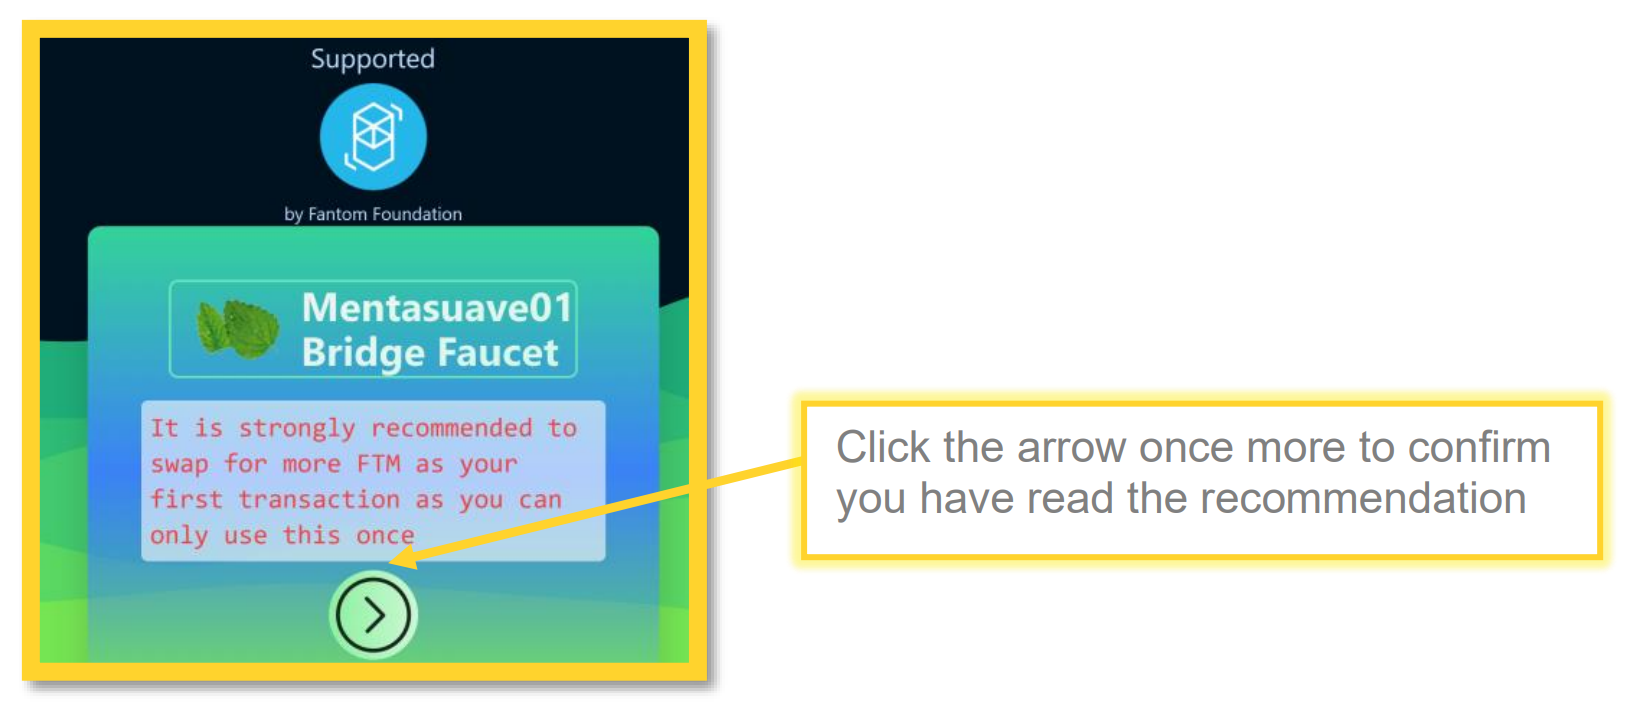 Supported
by Fantom Foundation
Mentasuave01
Bridge Faucet
It is strongly recommended to
swap for more FTM as your
first transaction as you can
only use this once
Click the arrow once more to confirm
you have read the recommendation